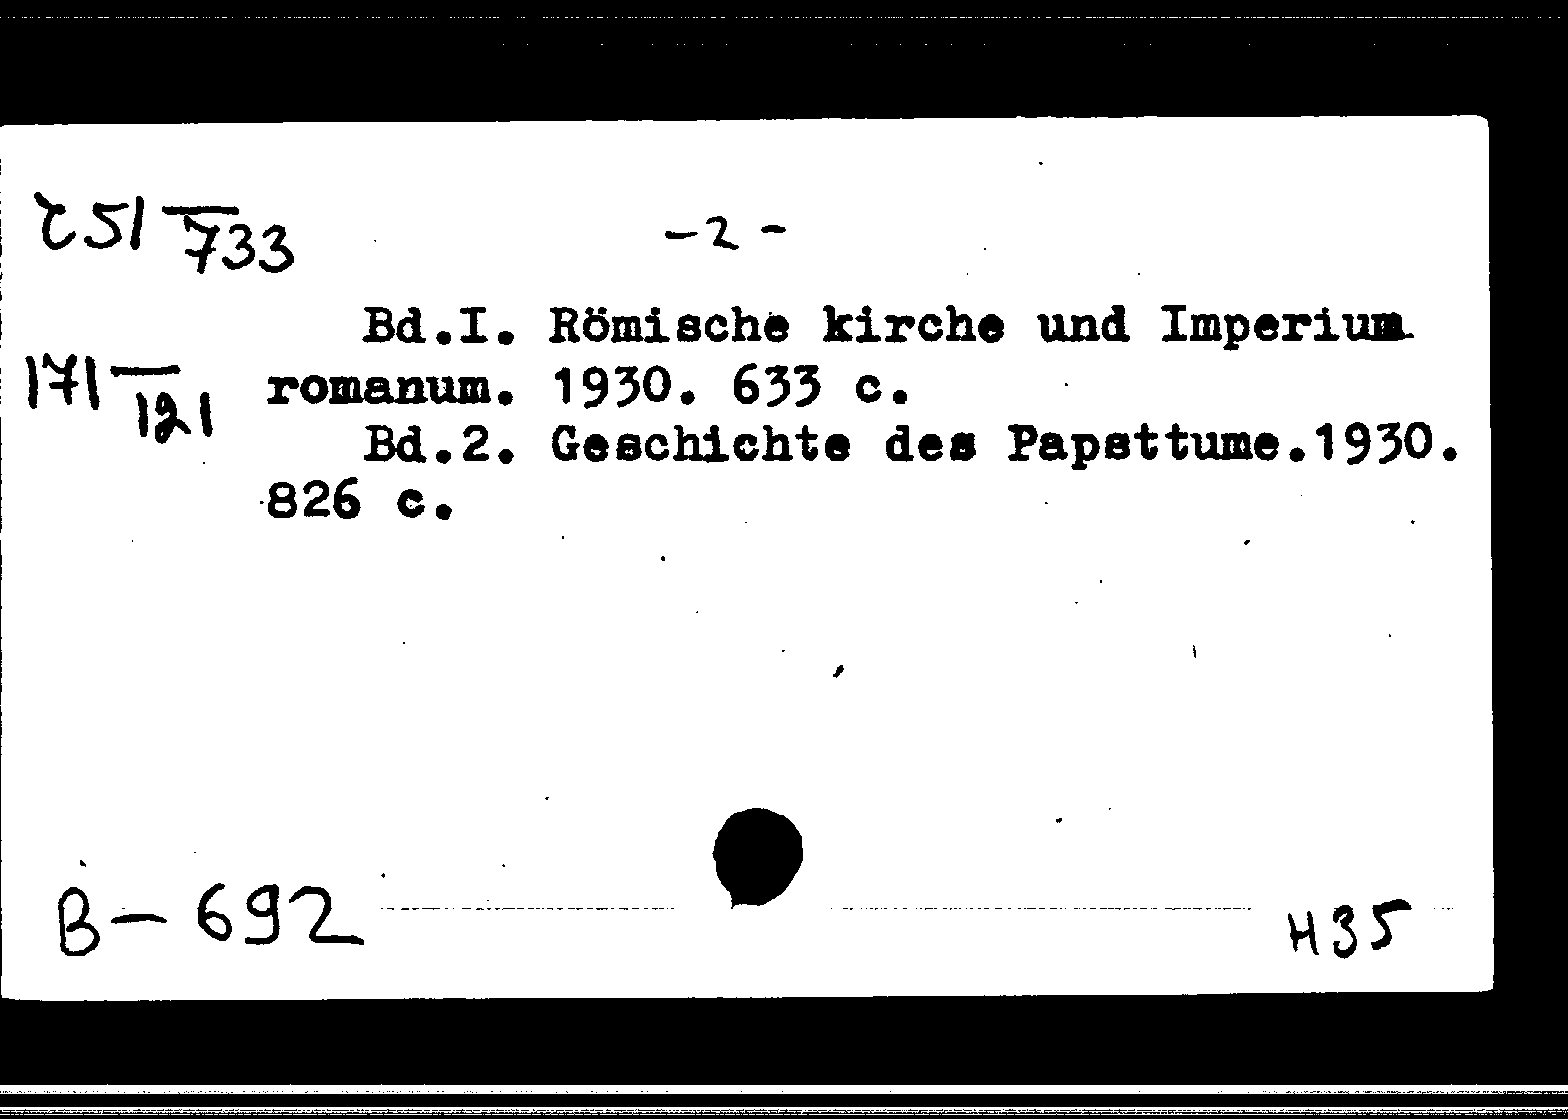 -2-
τ51 — 733
Bd.I. Römische kirche und Imperium
171 — 121
romanum. 1930. 633 с.
Bd.2. Geschichte des Papsttume.1930.
826 с.
B-692
H35